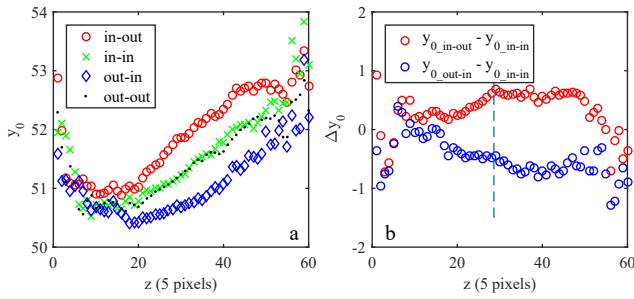 in-out
in-in
out-in
out-out
54
53
52
51
50
y0
0 20 40 60
z (5 pixels)
a
y0_in-out - y0_in-in
y0_out-in - y0_in-in
2
1
0
-1
-2
Δy0
0 20 40 60
z (5 pixels)
b